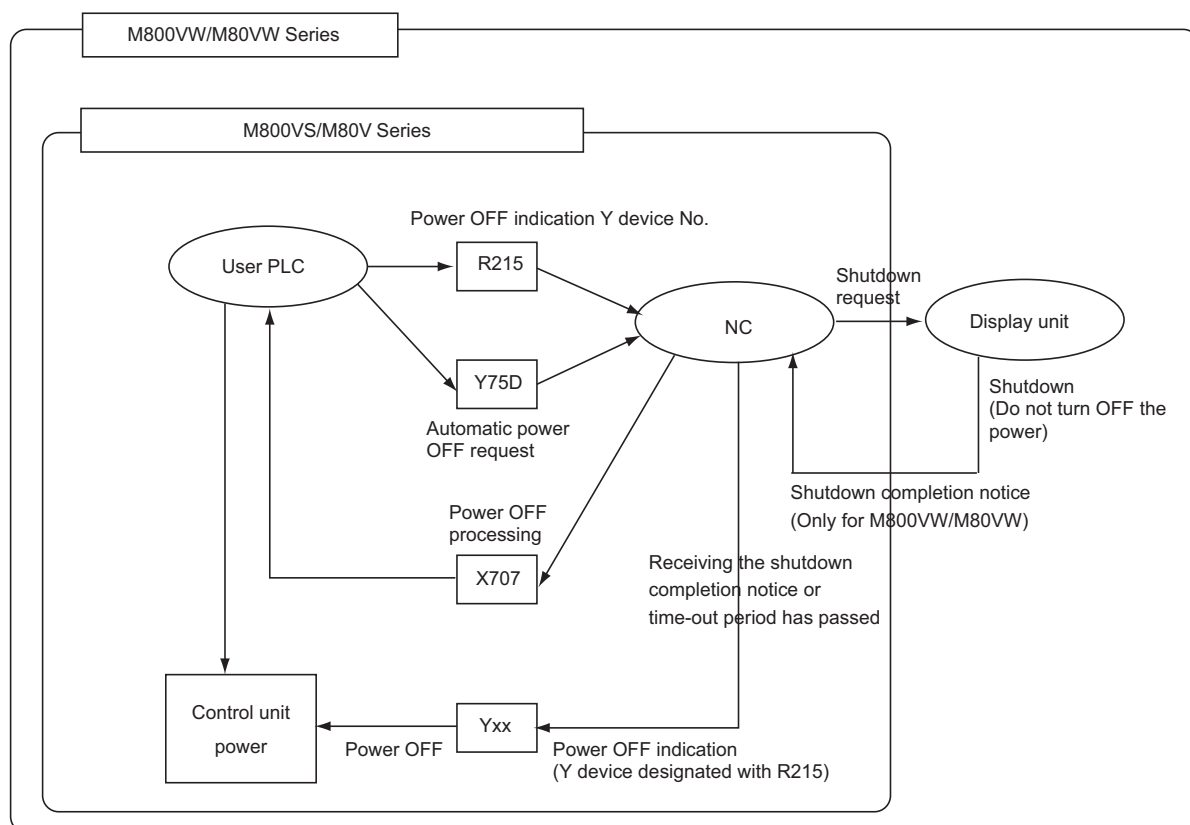 M800VW/M80VW Series
M800VS/M80V Series
Power OFF indication Y device No.
User PLC
R215
Shutdown
request
NC
Display unit
Y75D
Automatic power
OFF request
Shutdown
(Do not turn OFF the
power)
Shutdown completion notice
(Only for M800VW/M80VW)
Power OFF
processing
X707
Receiving the shutdown
completion notice or
time-out period has passed
Control unit
power
Power OFF
Yxx
Power OFF indication
(Y device designated with R215)